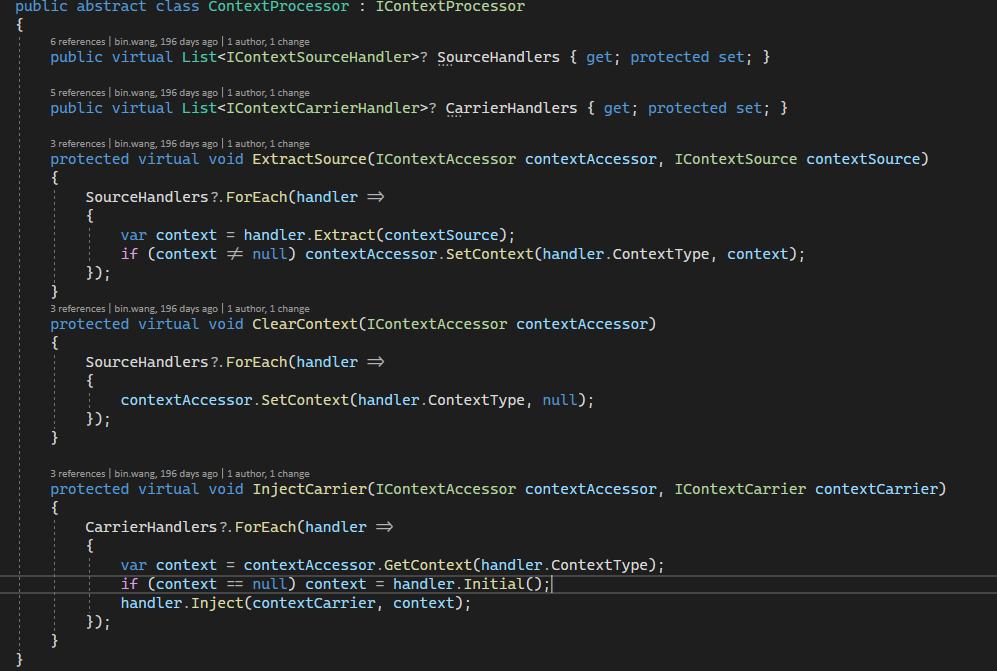 public abstract class ContextProcessor : IContextProcessor
{
6 references | bin.wang, 196 days ago | 1 author, 1 change
public virtual List<IContextSourceHandler>? SourceHandlers { get; protected set; }
5 references | bin.wang, 196 days ago | 1 author, 1 change
public virtual List<IContextCarrierHandler>? CarrierHandlers { get; protected set; }
3 references | bin.wang, 196 days ago | 1 author, 1 change
protected virtual void ExtractSource(IContextAccessor contextAccessor, IContextSource contextSource)
{
SourceHandlers?.ForEach(handler =>
{
var context = handler.Extract(contextSource);
if (context != null) contextAccessor.SetContext(handler.ContextType, context);
});
}
3 references | bin.wang, 196 days ago | 1 author, 1 change
protected virtual void ClearContext(IContextAccessor contextAccessor)
{
SourceHandlers?.ForEach(handler =>
{
contextAccessor.SetContext(handler.ContextType, null);
});
}
3 references | bin.wang, 196 days ago | 1 author, 1 change
protected virtual void InjectCarrier(IContextAccessor contextAccessor, IContextCarrier contextCarrier)
{
CarrierHandlers?.ForEach(handler =>
{
var context = contextAccessor.GetContext(handler.ContextType);
if (context == null) context = handler.Initial();
handler.Inject(contextCarrier, context);
});
}
}